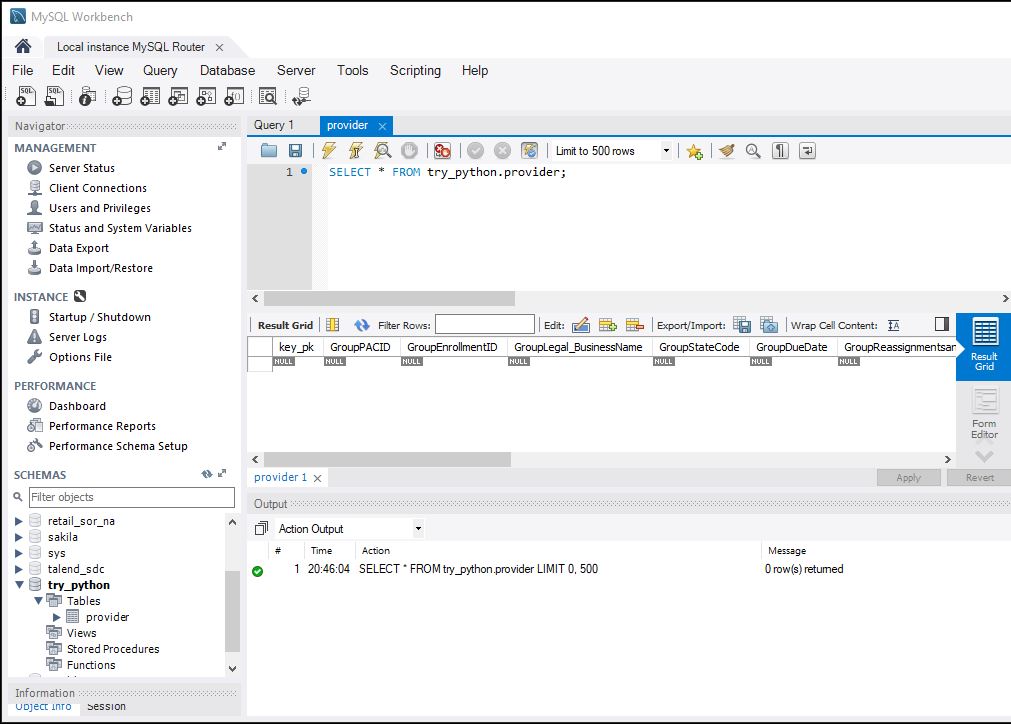 MySQL Workbench
Local instance MySQL Router
File Edit View Query Database Server Tools Scripting Help
Navigator
MANAGEMENT
Server Status
Client Connections
Users and Privileges
Status and System Variables
Data Export
Data Import/Restore
INSTANCE
Startup / Shutdown
Server Logs
Options File
PERFORMANCE
Dashboard
Performance Reports
Performance Schema Setup
SCHEMAS
Filter objects
retail_sor_na
sakila
sys
talend_sdc
try_python
Tables
provider
Views
Stored Procedures
Functions
Information
Object Info Session
Query 1 provider
Limit to 500 rows
1 SELECT * FROM try_python.provider;
Result Grid Filter Rows: Edit: Export/Import: Wrap Cell Content:
key_pk GroupPACID GroupEnrollmentID GroupLegal_BusinessName GroupStateCode GroupDueDate GroupReassignmentsar
NULL NULL NULL NULL NULL NULL NULL
Result
Grid
Form
Editor
provider 1 Apply Revert
Output
Action Output
# Time Action Message
1 20:46:04 SELECT * FROM try_python.provider LIMIT 0, 500 0 row(s) returned